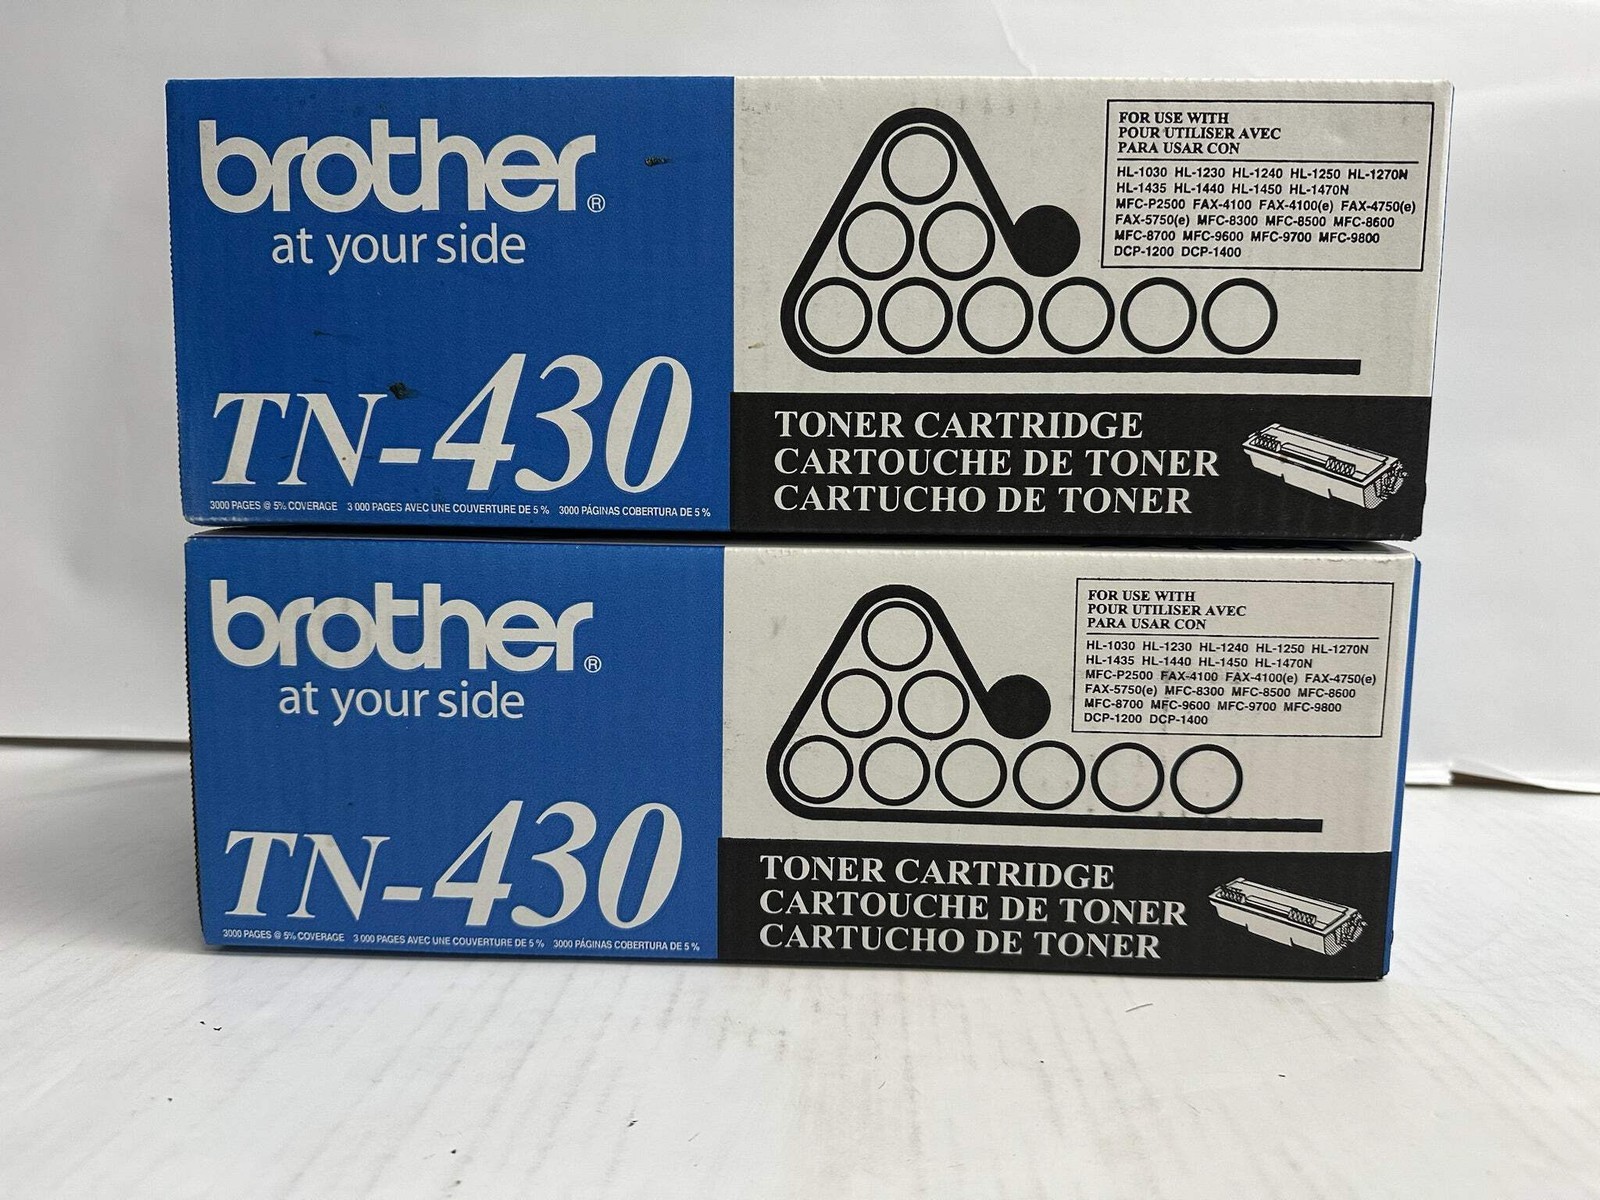 brother®
at your side
TN-430
3000 PAGES @ 5% COVERAGE 3 000 PAGES AVEC UNE COUVERTURE DE 5 % 3000 PÁGINAS COBERTURA DE 5 %
FOR USE WITH
POUR UTILISER AVEC
PARA USAR CON
HL-1030 HL-1230 HL-1240 HL-1250 HL-1270N
HL-1435 HL-1440 HL-1450 HL-1470N
MFC-P2500 FAX-4100 FAX-4100(e) FAX-4750(e)
FAX-5750(e) MFC-8300 MFC-8500 MFC-8600
MFC-8700 MFC-9600 MFC-9700 MFC-9800
DCP-1200 DCP-1400
TONER CARTRIDGE
CARTOUCHE DE TONER
CARTUCHO DE TONER
brother®
at your side
TN-430
3000 PAGES @ 5% COVERAGE 3 000 PAGES AVEC UNE COUVERTURE DE 5 % 3000 PÁGINAS COBERTURA DE 5 %
FOR USE WITH
POUR UTILISER AVEC
PARA USAR CON
HL-1030 HL-1230 HL-1240 HL-1250 HL-1270N
HL-1435 HL-1440 HL-1450 HL-1470N
MFC-P2500 FAX-4100 FAX-4100(e) FAX-4750(e)
FAX-5750(e) MFC-8300 MFC-8500 MFC-8600
MFC-8700 MFC-9600 MFC-9700 MFC-9800
DCP-1200 DCP-1400
TONER CARTRIDGE
CARTOUCHE DE TONER
CARTUCHO DE TONER